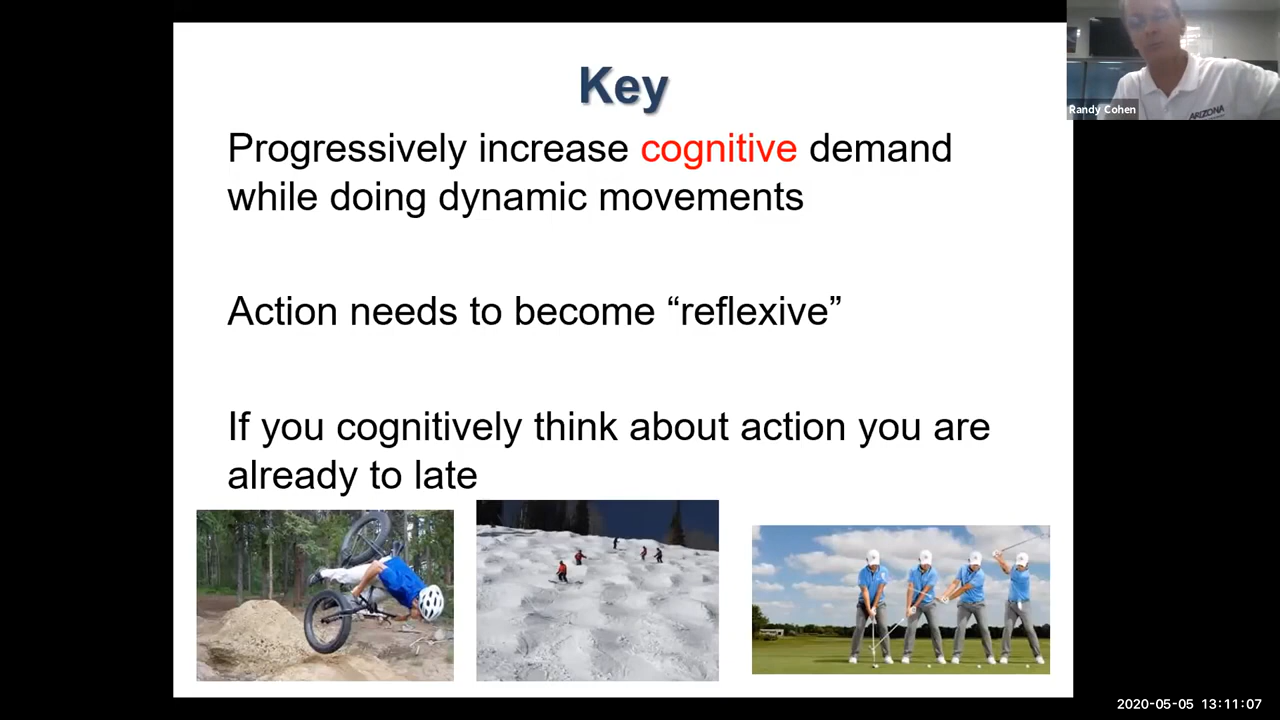 Key
Progressively increase cognitive demand
while doing dynamic movements
Action needs to become “reflexive”
If you cognitively think about action you are
already to late
ARIZONA
Randy Cohen
2020-05-05 13:11:07